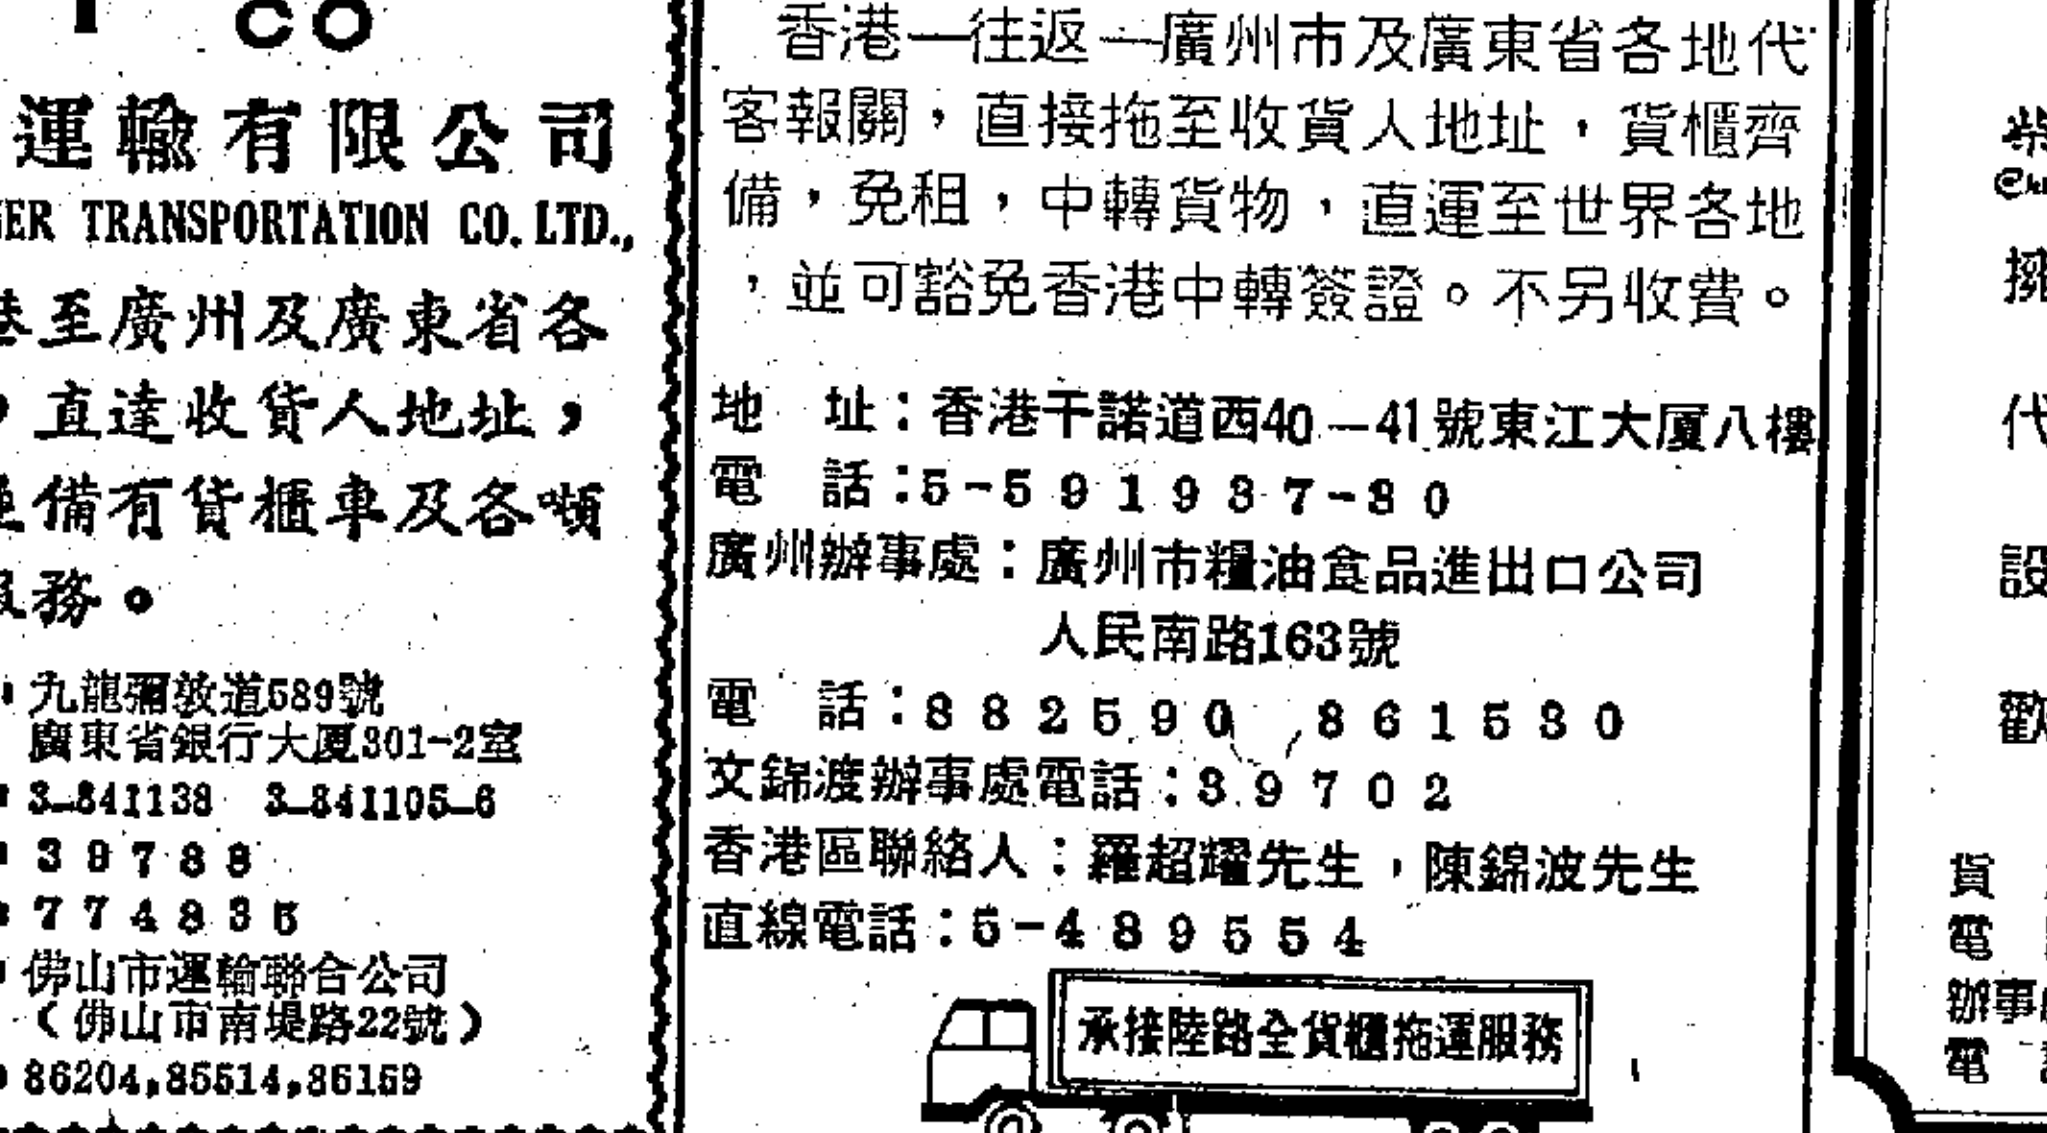 CO
運輸有限公司
TRANSPORTATION CO. LTD.,
港至廣州及廣東省各
，直達收貨人地址，
備有貨櫃車及各噸
服務。
九龍彌敦道589號
廣東省銀行大厦301-2室
3-841138 3-841105-6
39788
774835
佛山市運輸聯合公司
（佛山市南堤路22號）
86204,85514,86159
香港—往返—廣州市及廣東省各地代
客報關，直接拖至收貨人地址，貨櫃齊
備，免租，中轉貨物，直運至世界各地
，並可豁免香港中轉簽證。不另收費。
地 址：香港干諾道西40—41號東江大厦八樓
電 話：5-591987-80
廣州辦事處：廣州市糧油食品進出口公司
人民南路163號
電 話：882590 861530
文錦渡辦事處電話：39702
香港區聯絡人：羅超耀先生，陳錦波先生
直線電話：5-489554
承接陸路全貨櫃拖運服務
柴
擁
代
設
歡
貨
電
辦事
電